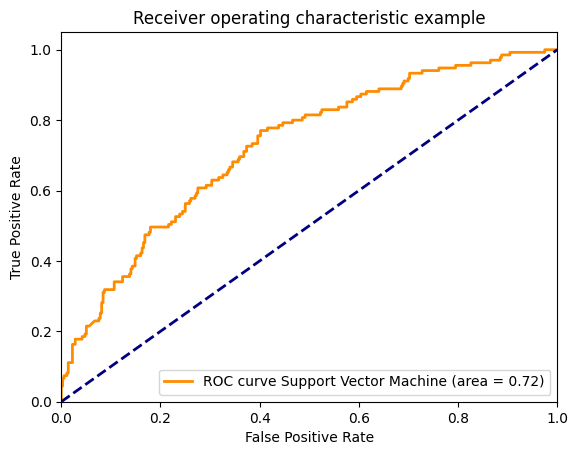 Receiver operating characteristic example
True Positive Rate
1.0
0.8
0.6
0.4
0.2
0.0
ROC curve Support Vector Machine (area = 0.72)
0.0 0.2 0.4 0.6 0.8 1.0
False Positive Rate